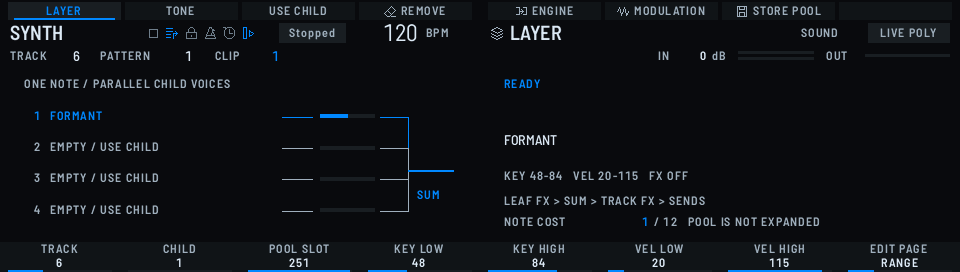 LAYER TONE USE CHILD REMOVE ENGINE MODULATION STORE POOL
SYNTH Stopped 120 BPM LAYER SOUND LIVE POLY
TRACK 6 PATTERN 1 CLIP 1 IN 0 dB OUT
ONE NOTE / PARALLEL CHILD VOICES READY
1 FORMANT
FORMANT
2 EMPTY / USE CHILD
3 EMPTY / USE CHILD KEY 48-84 VEL 20-115 FX OFF
SUM LEAF FX > SUM > TRACK FX > SENDS
4 EMPTY / USE CHILD
NOTE COST 1 / 12 POOL IS NOT EXPANDED
TRACK CHILD POOL SLOT KEY LOW KEY HIGH VEL LOW VEL HIGH EDIT PAGE
6 1 251 48 84 20 115 RANGE